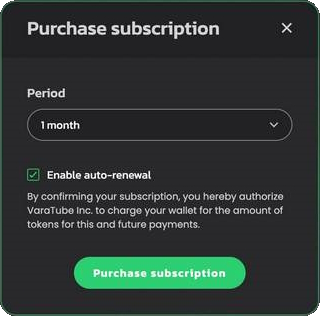 Purchase subscription
Period
1 month
Enable auto-renewal
By confirming your subscription, you hereby authorize
VaraTube Inc. to charge your wallet for the amount of
tokens for this and future payments.
Purchase subscription